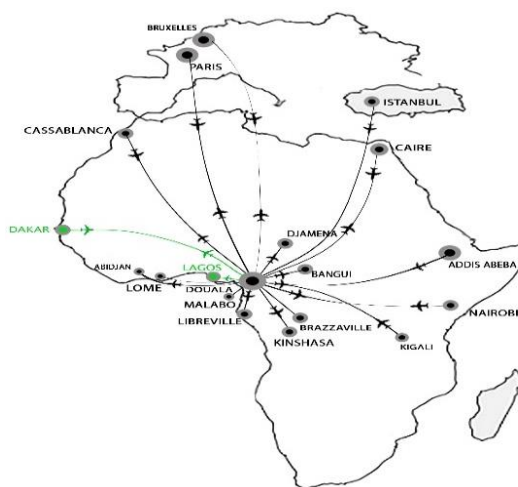 BRUXELLES
PARIS
ISTANBUL
CASSABLANCA
CAIRE
DAKAR
DJAMENA
ABIDJAN
LAGOS
BANGUI
ADDIS ABEBA
LOME
DOUALA
MALABO
LIBREVILLE
BRAZZAVILLE
NAIROBI
KINSHASA
KIGALI